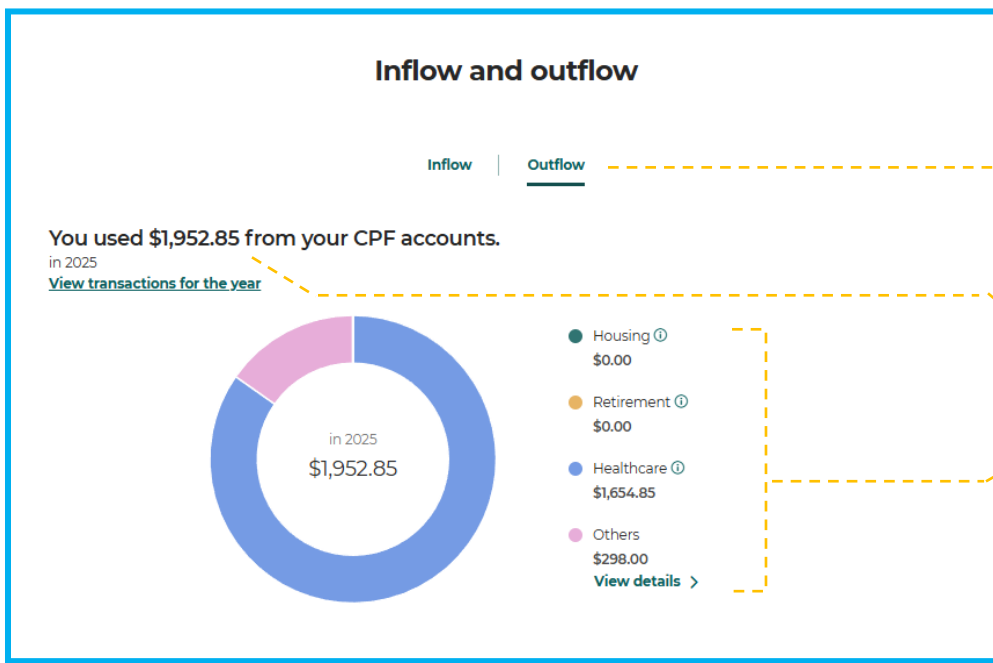 Inflow and outflow
Inflow
Outflow
You used $1,952.85 from your CPF accounts.
in 2025
View transactions for the year
in 2025
$1,952.85
Housing
$0.00
Retirement
$0.00
Healthcare
$1,654.85
Others
$298.00
View details